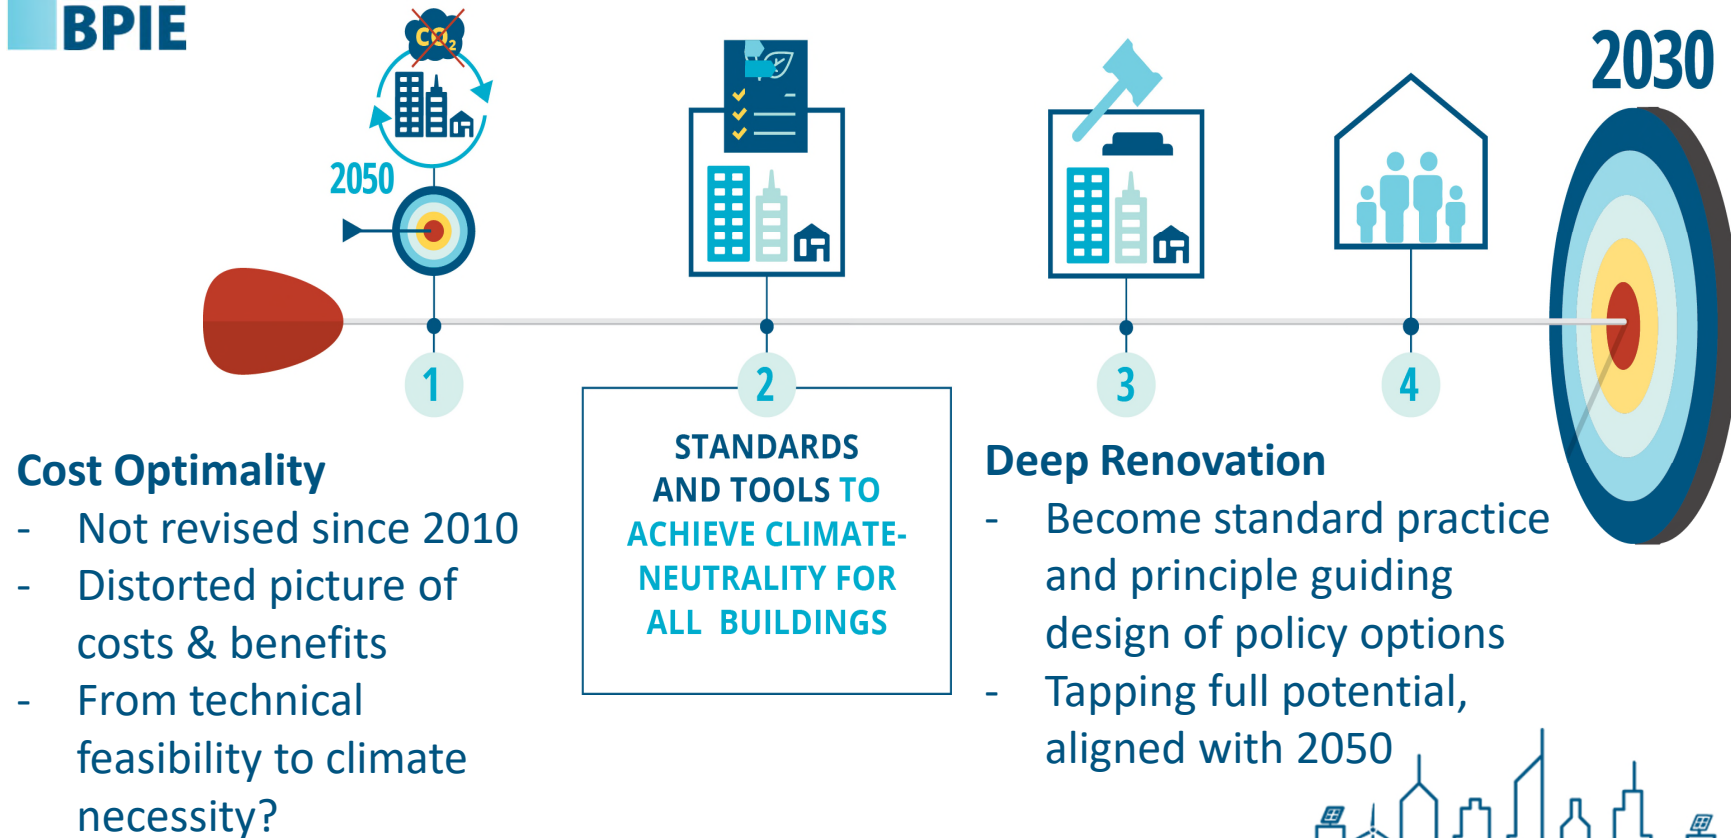 BPIE
CO2
2050
2030
1
2
3
4
Cost Optimality
- Not revised since 2010
- Distorted picture of
costs & benefits
- From technical
feasibility to climate
necessity?
STANDARDS
AND TOOLS TO
ACHIEVE CLIMATE-
NEUTRALITY FOR
ALL BUILDINGS
Deep Renovation
- Become standard practice
and principle guiding
design of policy options
- Tapping full potential,
aligned with 2050